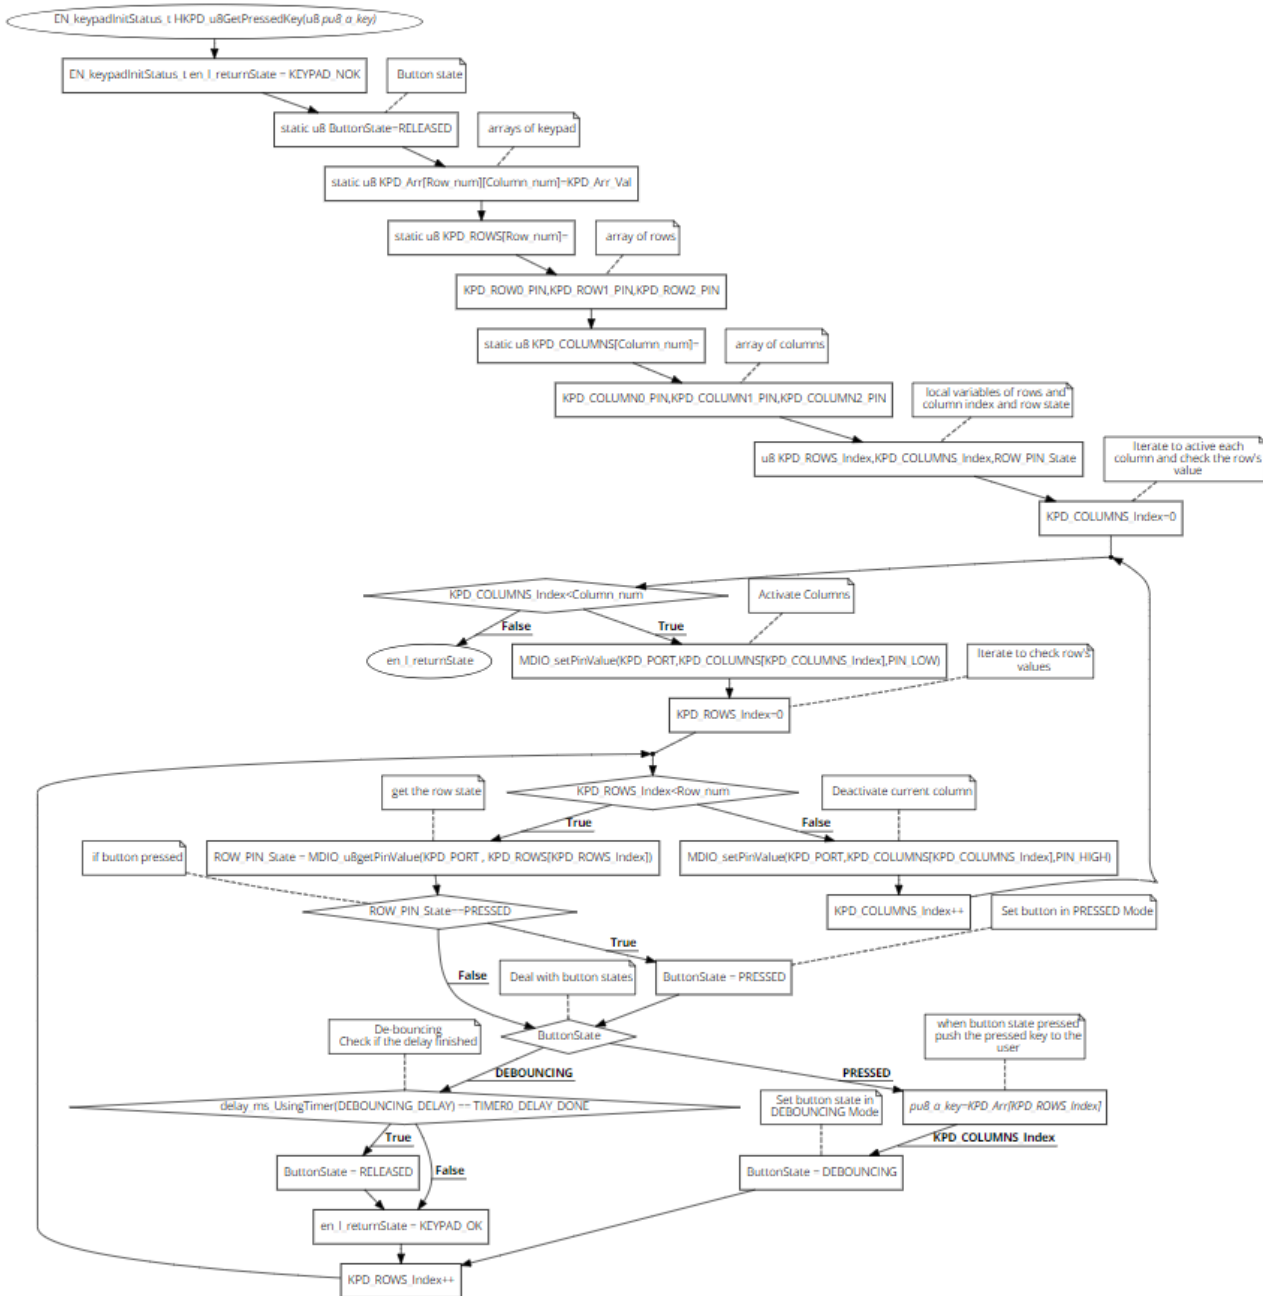 EN_keypadInitStatus_t HKPD_u8GetPressedKey(u8 pu8_a_key)
EN_keypadInitStatus_t en_l_returnState = KEYPAD_NOK
Button state
static u8 ButtonState=RELEASED
arrays of keypad
static u8 KPD_Arr[Row_num][Column_num]=KPD_Arr_Val
static u8 KPD_ROWS[Row_num]=
array of rows
KPD_ROW0_PIN,KPD_ROW1_PIN,KPD_ROW2_PIN
static u8 KPD_COLUMNS[Column_num]=
array of columns
KPD_COLUMN0_PIN,KPD_COLUMN1_PIN,KPD_COLUMN2_PIN
local variables of rows and
column index and row state
u8 KPD_ROWS_Index,KPD_COLUMNS_Index,ROW_PIN_State
Iterate to active each
column and check the row's
value
KPD_COLUMNS_Index=0
KPD_COLUMNS_Index<Column_num
Activate Columns
False
True
en_l_returnState
MDIO_setPinValue(KPD_PORT,KPD_COLUMNS[KPD_COLUMNS_Index],PIN_LOW)
Iterate to check row's
values
KPD_ROWS_Index=0
get the row state
KPD_ROWS_Index<Row_num
Deactivate current column
True
False
if button pressed
ROW_PIN_State = MDIO_u8getPinValue(KPD_PORT , KPD_ROWS[KPD_ROWS_Index])
MDIO_setPinValue(KPD_PORT,KPD_COLUMNS[KPD_COLUMNS_Index],PIN_HIGH)
ROW_PIN_State==PRESSED
KPD_COLUMNS_Index++
Set button in PRESSED Mode
True
False
Deal with button states
ButtonState = PRESSED
De-bouncing
Check if the delay finished
ButtonState
when button state pressed
push the pressed key to the
user
DEBOUNCING
PRESSED
delay_ms_UsingTimer(DEBOUNCING_DELAY) == TIMER0_DELAY_DONE
Set button state in
DEBOUNCING Mode
pu8_a_key=KPD_Arr[KPD_ROWS_Index]
True
KPD_COLUMNS_Index
ButtonState = RELEASED
False
ButtonState = DEBOUNCING
en_l_returnState = KEYPAD_OK
KPD_ROWS_Index++